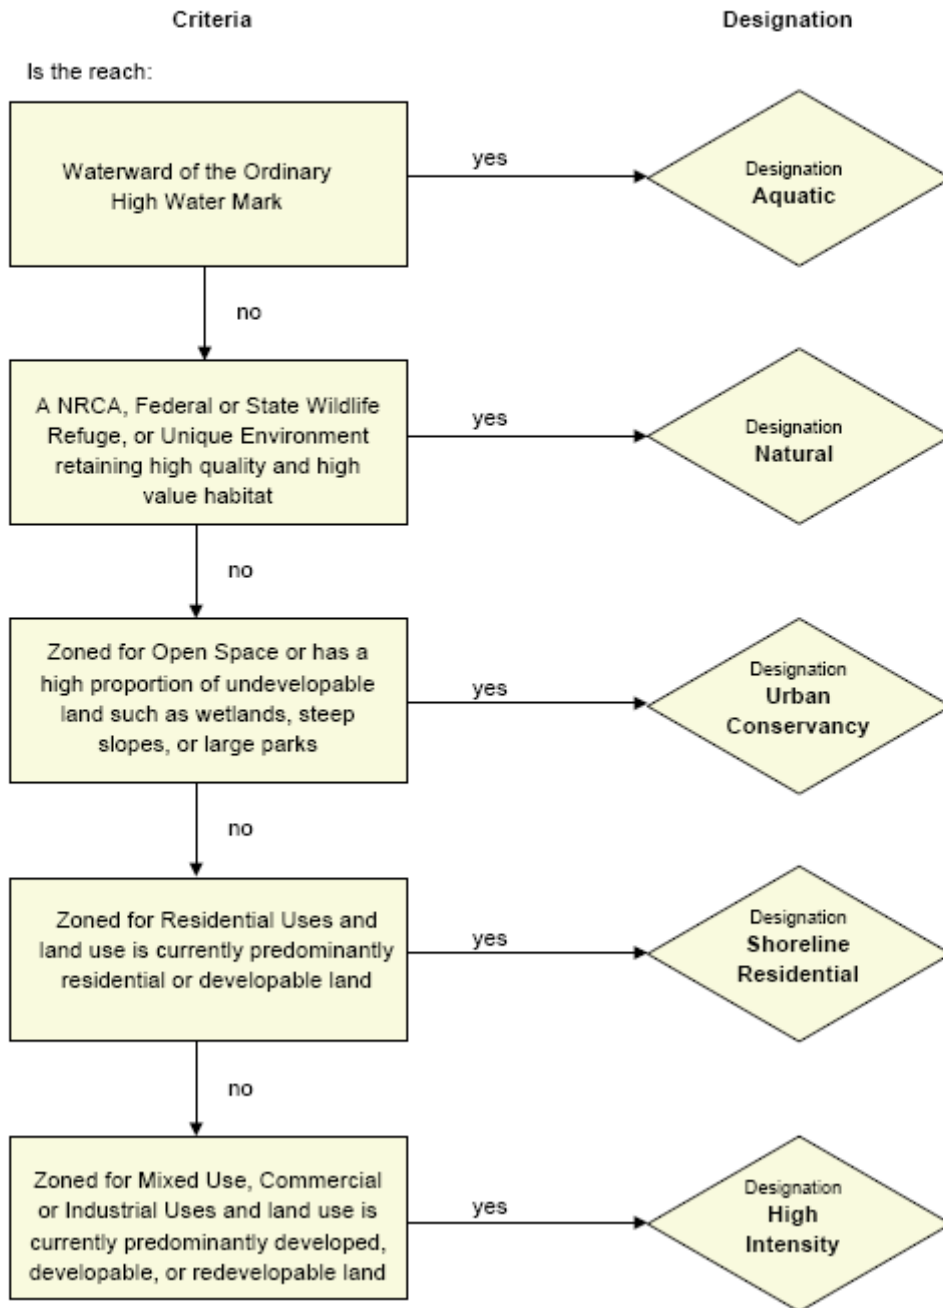 Criteria
Designation
Is the reach:
Waterward of the Ordinary
High Water Mark
yes
Designation
Aquatic
no
A NRCA, Federal or State Wildlife
Refuge, or Unique Environment
retaining high quality and high
value habitat
yes
Designation
Natural
no
Zoned for Open Space or has a
high proportion of undevelopable
land such as wetlands, steep
slopes, or large parks
yes
Designation
Urban
Conservancy
no
Zoned for Residential Uses and
land use is currently predominantly
residential or developable land
yes
Designation
Shoreline
Residential
no
Zoned for Mixed Use, Commercial
or Industrial Uses and land use is
currently predominantly developed,
developable, or redevelopable land
yes
Designation
High
Intensity